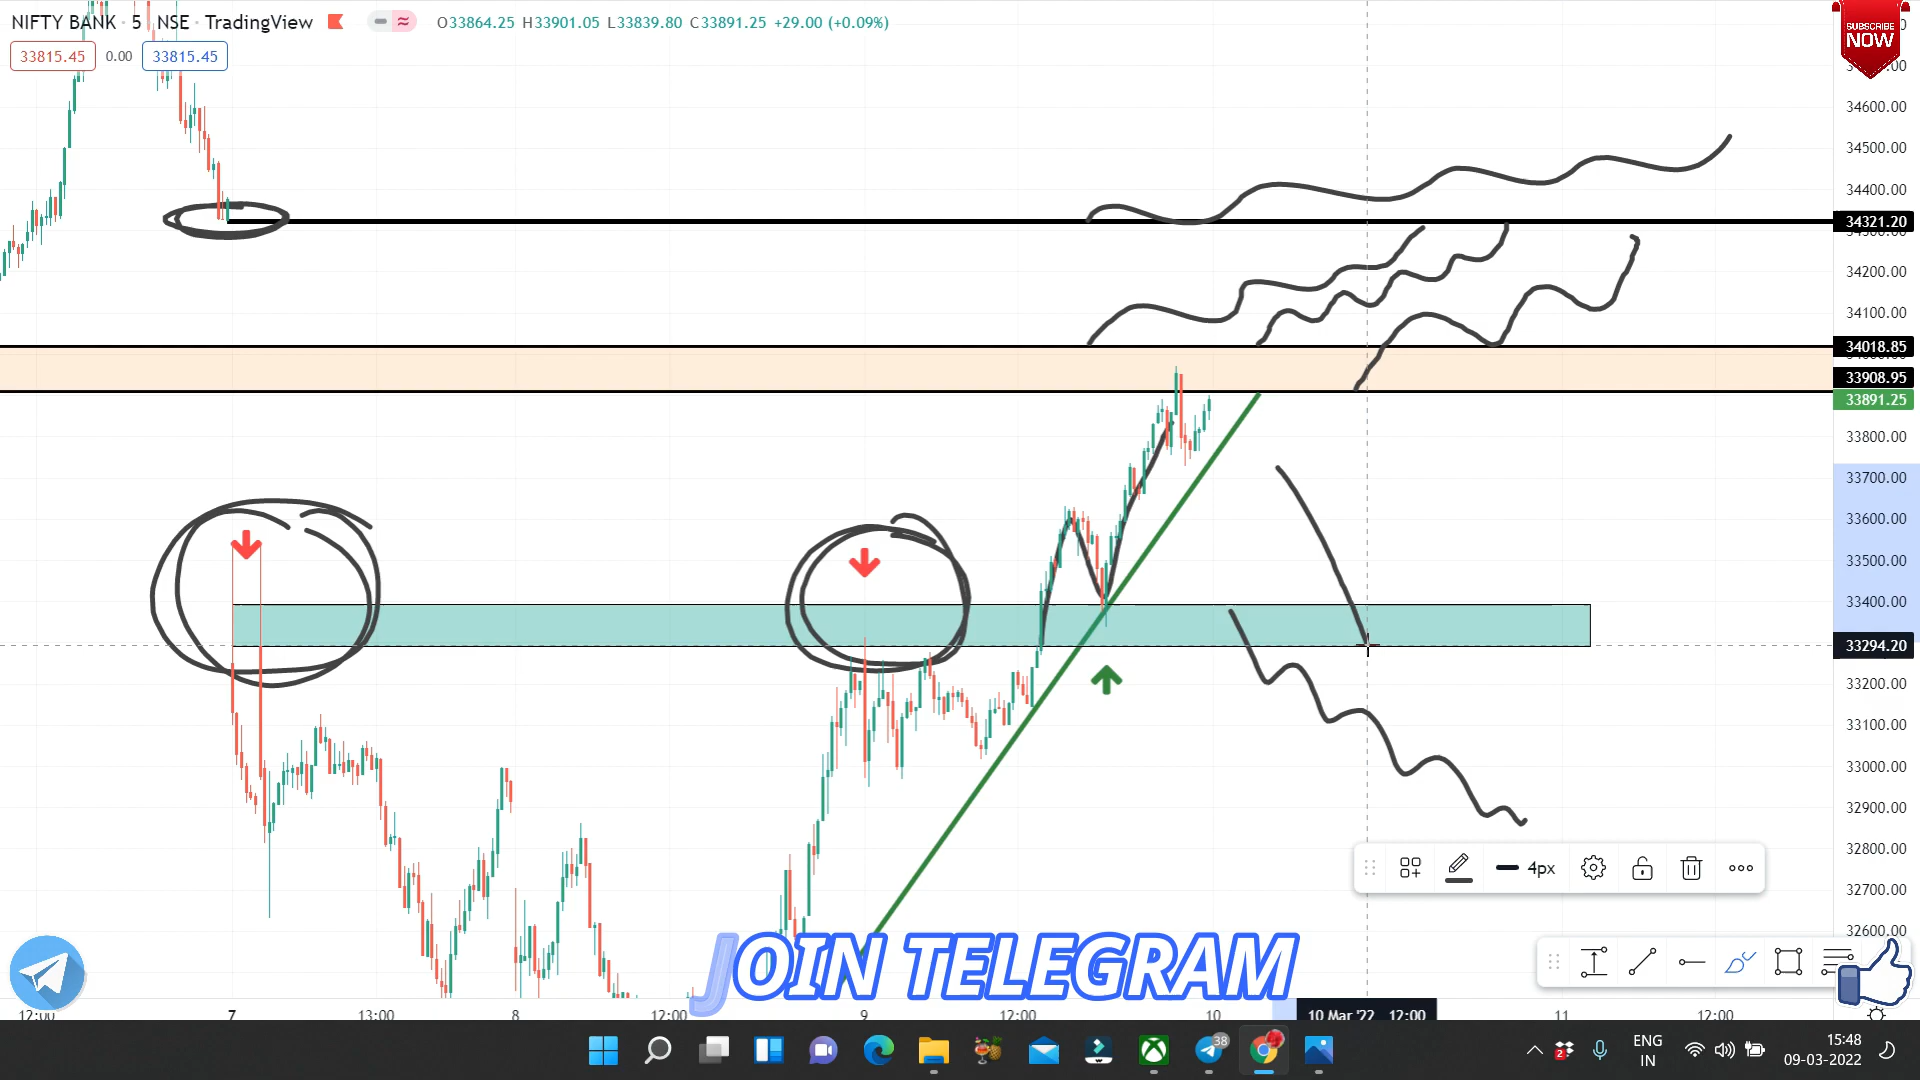 NIFTY BANK · 5 · NSE · TradingView
O33864.25 H33901.05 L33839.80 C33891.25 +29.00 (+0.09%)
33815.45 0.00 33815.45
SUBSCRIBE
NOW
34600.00
34500.00
34400.00
34321.20
34200.00
34100.00
34018.85
33908.95
33891.25
33800.00
33700.00
33600.00
33500.00
33400.00
33294.20
33200.00
33100.00
33000.00
32900.00
32800.00
32700.00
32600.00
4px
JOIN TELEGRAM
12:00 7 13:00 8 12:00 9 12:00 10 10 Mar '22 12:00 11 12:00
38
2
ENG
IN
15:48
09-03-2022